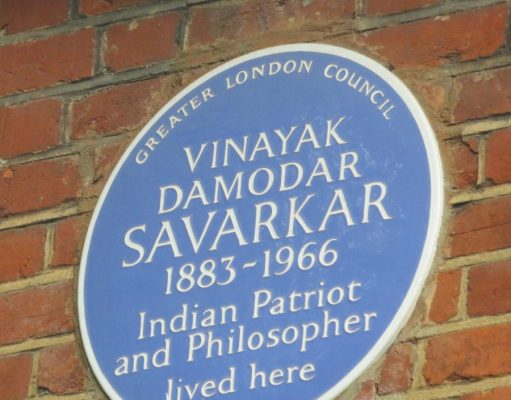 GREATER LONDON COUNCIL
VINAYAK
DAMODAR
SAVARKAR
1883-1966
Indian Patriot
and Philosopher
lived here